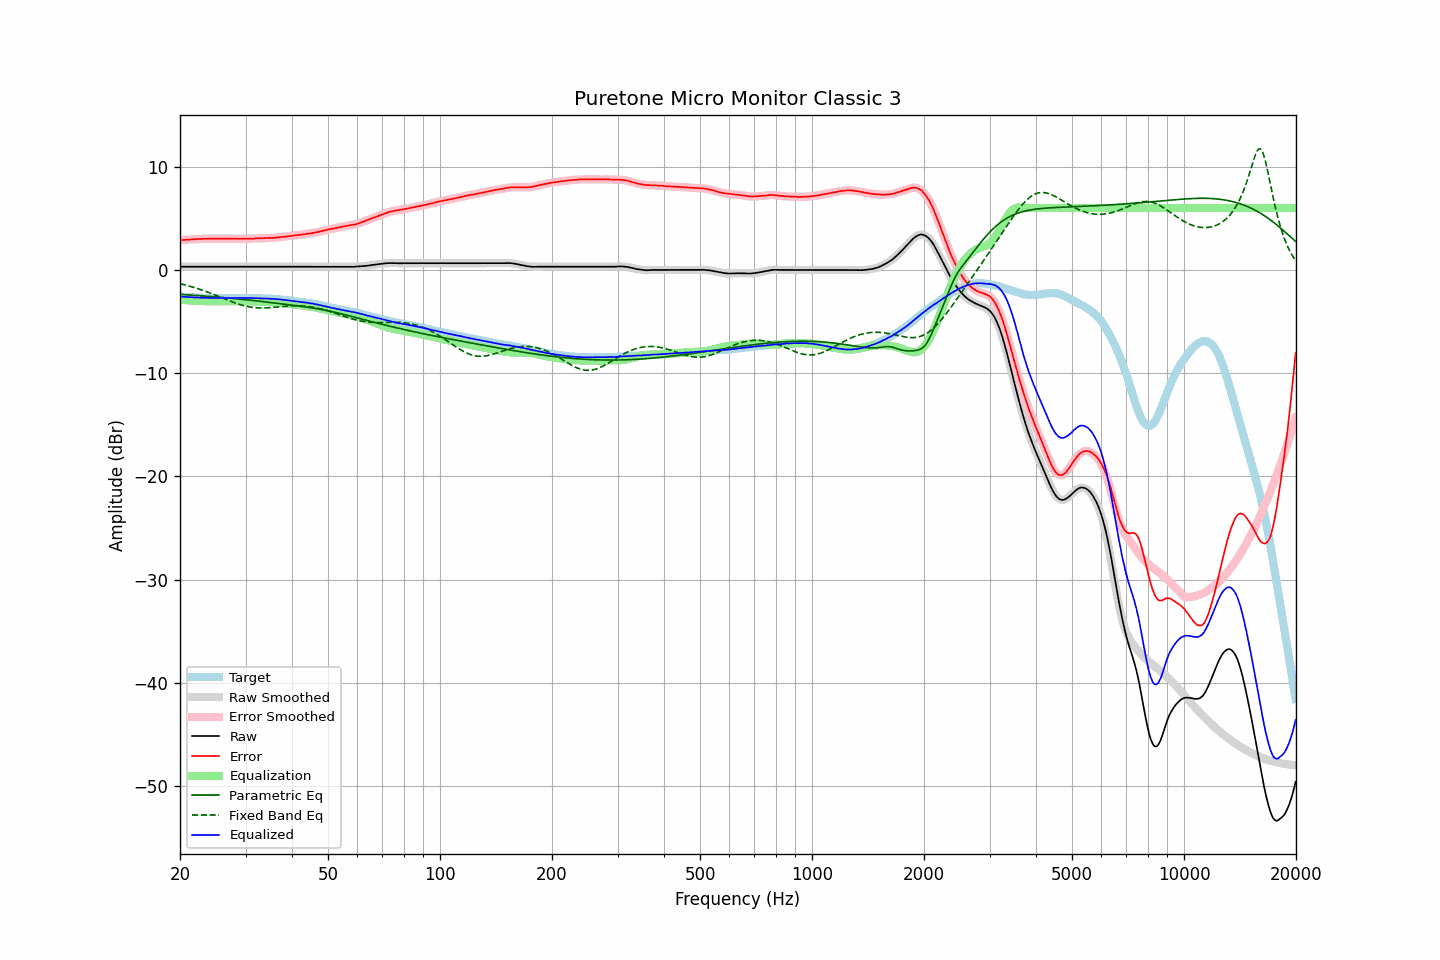 Puretone Micro Monitor Classic 3
10
0
−10
−20
−30
−40
−50
Amplitude (dBr)
Target
Raw Smoothed
Error Smoothed
Raw
Error
Equalization
Parametric Eq
Fixed Band Eq
Equalized
20 50 100 200 500 1000 2000 5000 10000 20000
Frequency (Hz)